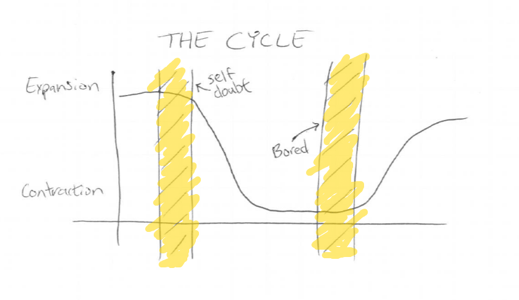 THE CYCLE
Expansion
self
doubt
Bored
Contraction